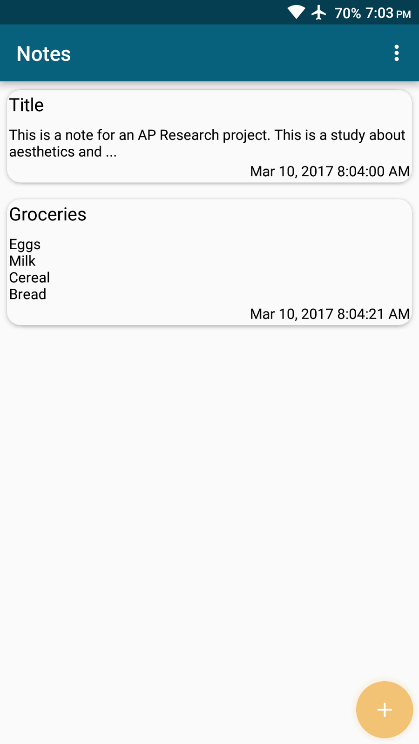 70% 7:03 PM
Notes
Title
This is a note for an AP Research project. This is a study about
aesthetics and ...
Mar 10, 2017 8:04:00 AM
Groceries
Eggs
Milk
Cereal
Bread
Mar 10, 2017 8:04:21 AM